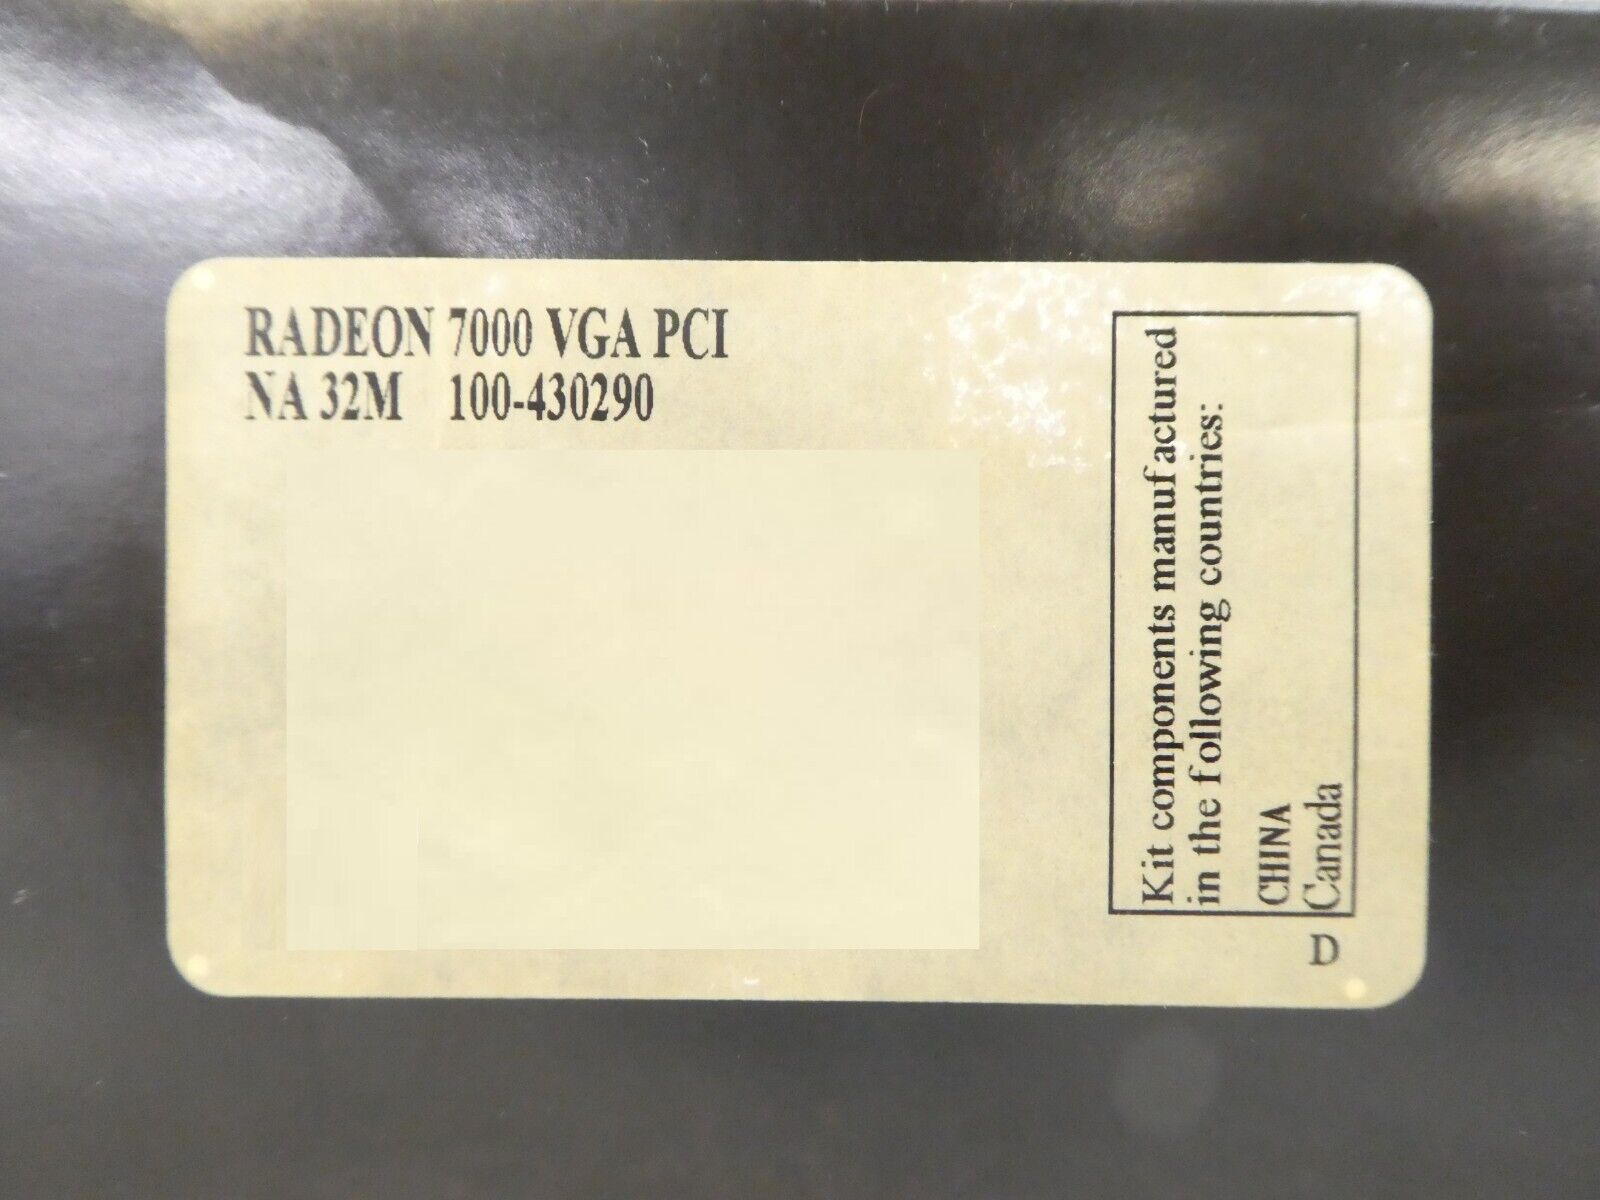 RADEON 7000 VGA PCI
NA 32M 100-430290
Kit components manufactured
in the following countries:
CHINA
Canada
D